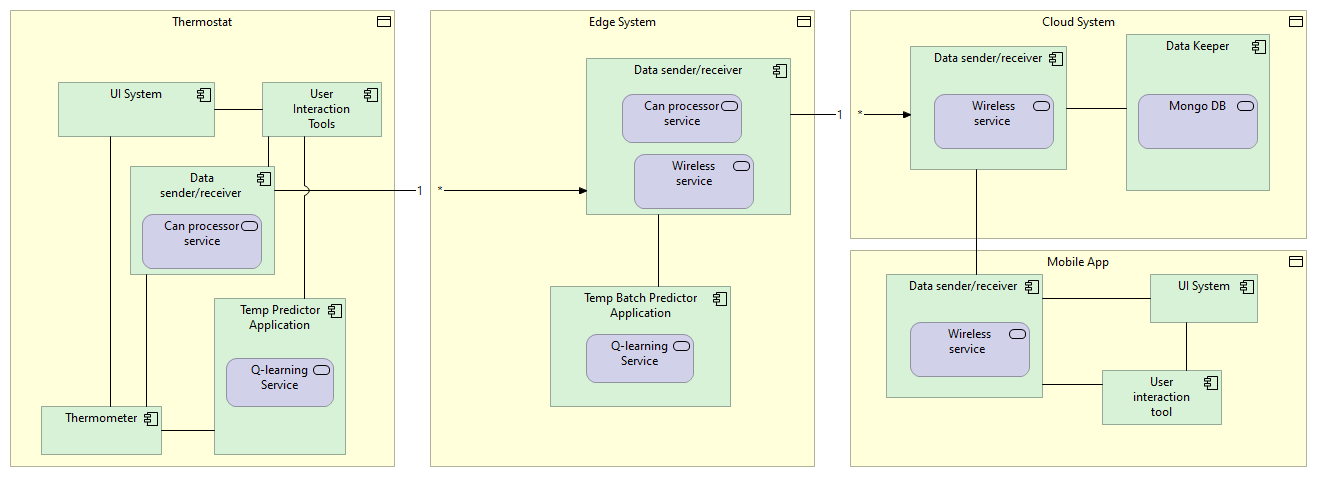 Thermostat
UI System
User
Interaction
Tools
Data
sender/receiver
Can processor
service
Temp Predictor
Application
Q-learning
Service
Thermometer
1
*
Edge System
Data sender/receiver
Can processor
service
Wireless
service
Temp Batch Predictor
Application
Q-learning
Service
1
*
Cloud System
Data sender/receiver
Wireless
service
Data Keeper
Mongo DB
Mobile App
Data sender/receiver
Wireless
service
UI System
User
interaction
tool